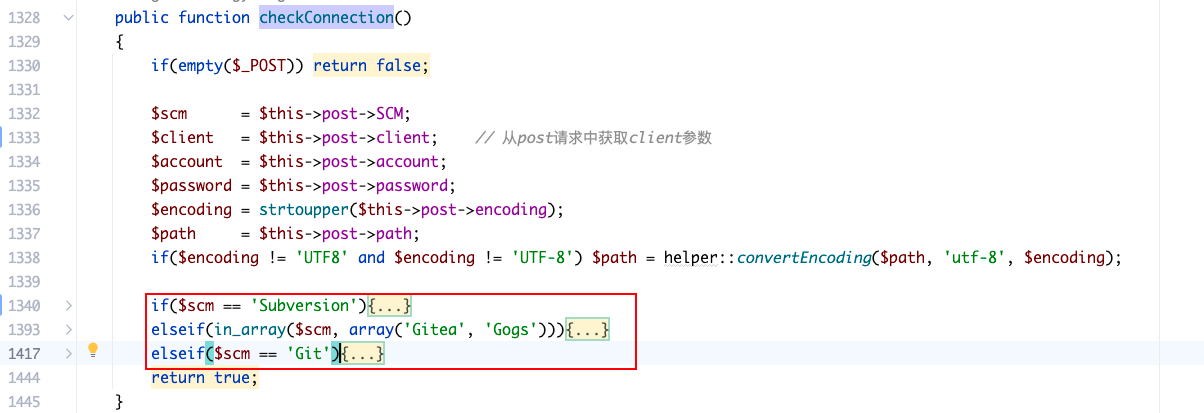 1328 public function checkConnection()
1329 {
1330 if(empty($_POST)) return false;
1331
1332 $scm = $this->post->SCM;
1333 $client = $this->post->client; // 从post请求中获取client参数
1334 $account = $this->post->account;
1335 $password = $this->post->password;
1336 $encoding = strtoupper($this->post->encoding);
1337 $path = $this->post->path;
1338 if($encoding != 'UTF8' and $encoding != 'UTF-8') $path = helper::convertEncoding($path, 'utf-8', $encoding);
1339
1340 if($scm == 'Subversion'){...}
1393 elseif(in_array($scm, array('Gitea', 'Gogs'))){...}
1417 elseif($scm == 'Git'){...}
1444 return true;
1445 }